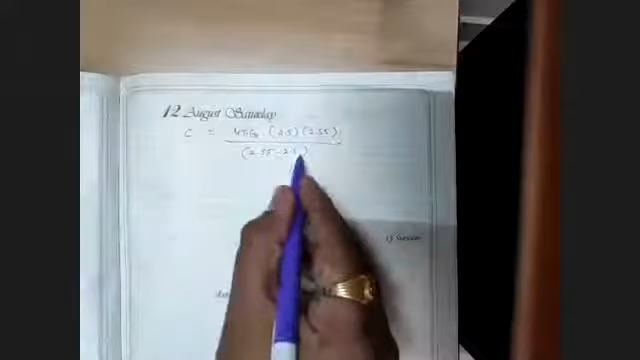 12 August Saturday
C = 4πε₀ (2.5) (2.55)
(2.55 - 2.5)
13 Sunday